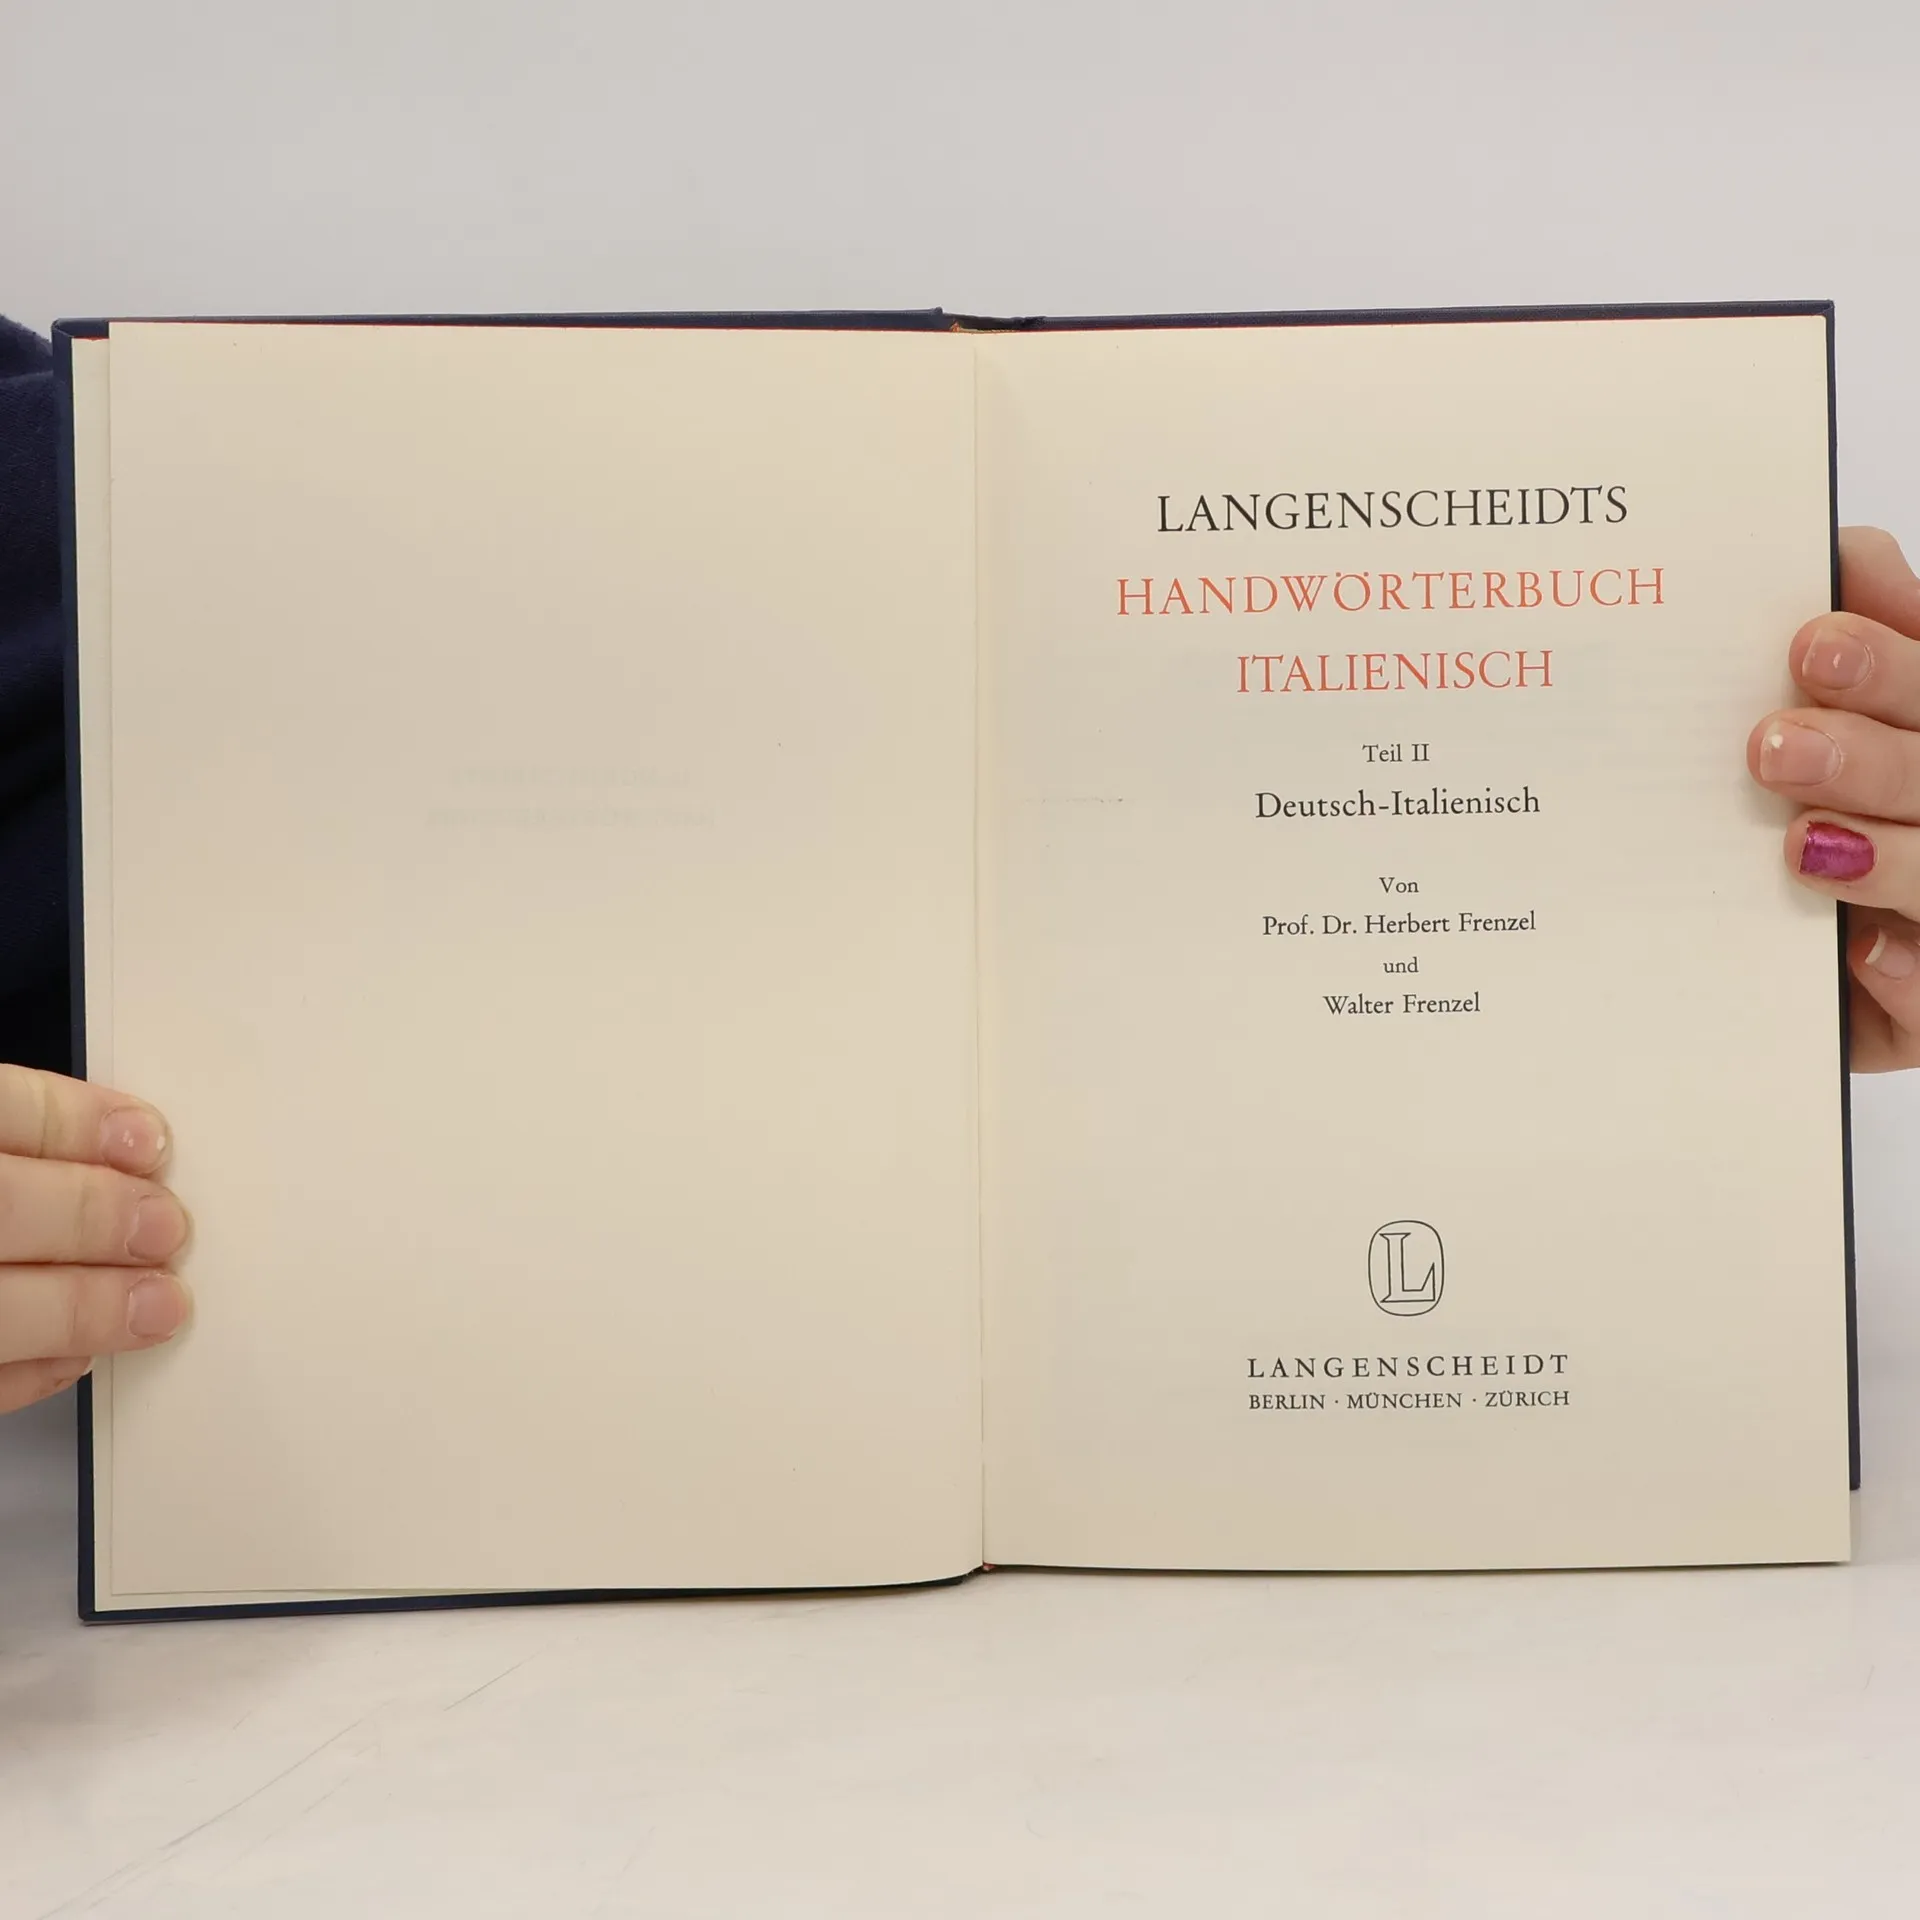 LANGENSCHEIDTS
HANDWÖRTERBUCH
ITALIENISCH
Teil II
Deutsch-Italienisch
Von
Prof. Dr. Herbert Frenzel
und
Walter Frenzel
L
LANGENSCHEIDT
BERLIN · MÜNCHEN · ZÜRICH